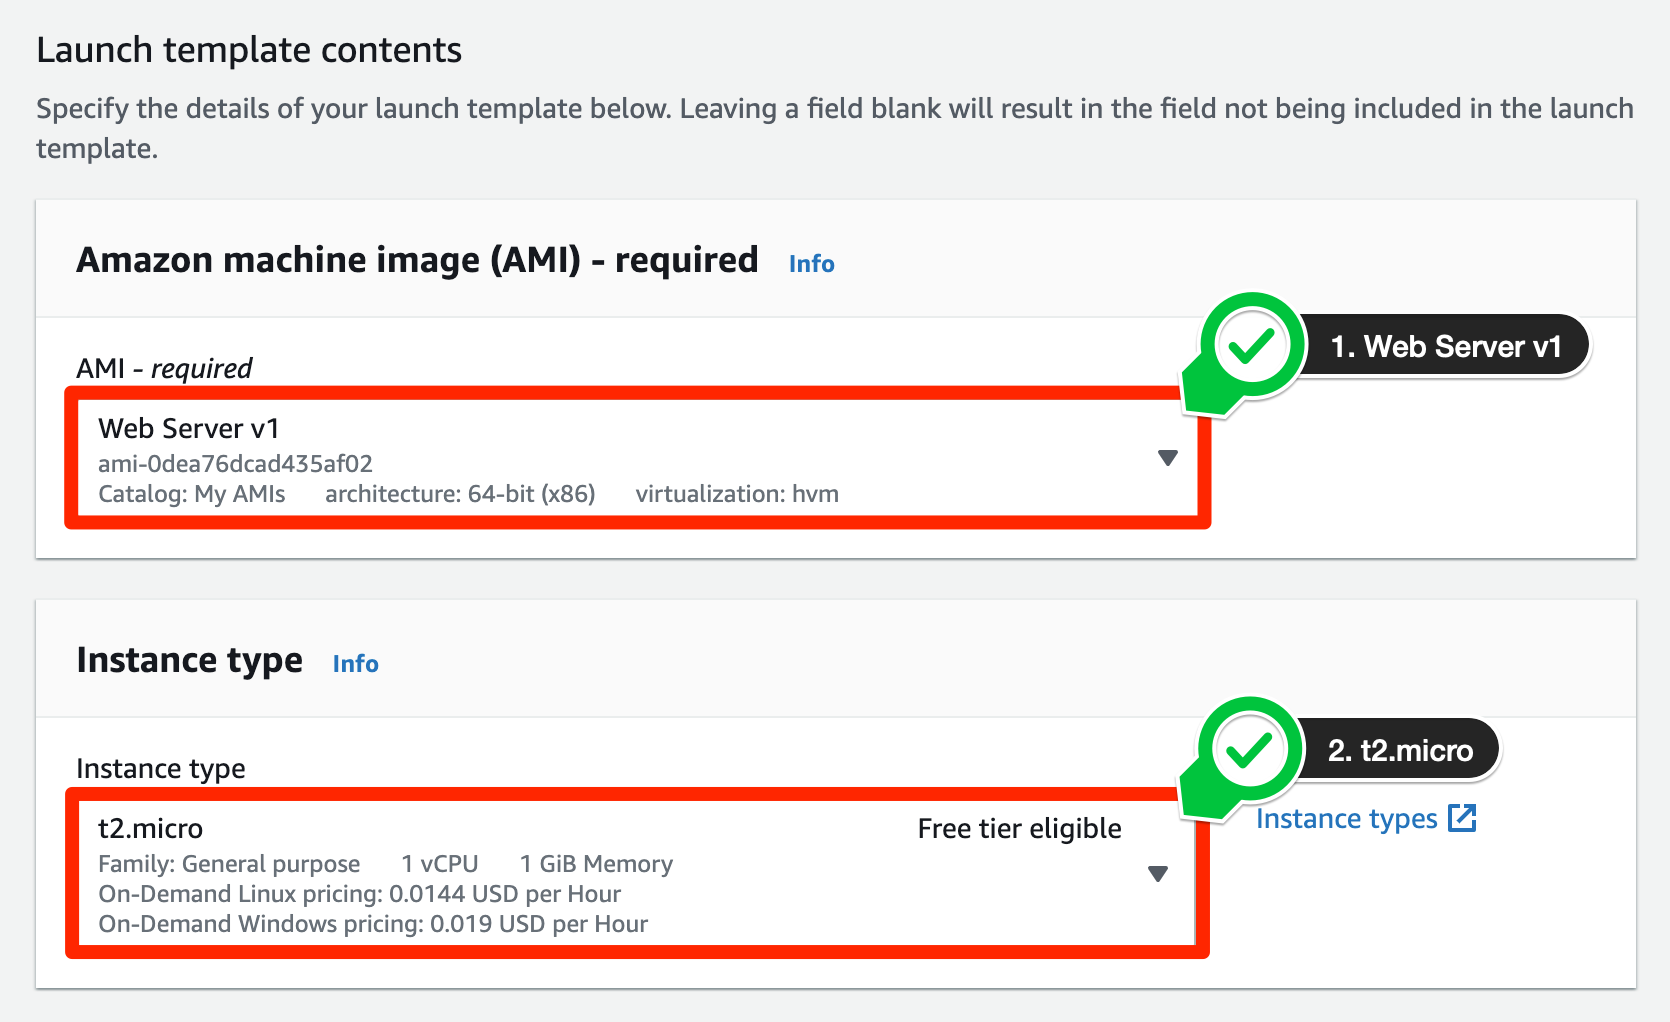 Launch template contents
Specify the details of your launch template below. Leaving a field blank will result in the field not being included in the launch
template.
Amazon machine image (AMI) - required Info
1. Web Server v1
AMI - required
Web Server v1
ami-0dea76dcad435af02
Catalog: My AMIs architecture: 64-bit (x86) virtualization: hvm
Instance type Info
2. t2.micro
Instance type
t2.micro Free tier eligible
Instance types
Family: General purpose 1 vCPU 1 GiB Memory
On-Demand Linux pricing: 0.0144 USD per Hour
On-Demand Windows pricing: 0.019 USD per Hour